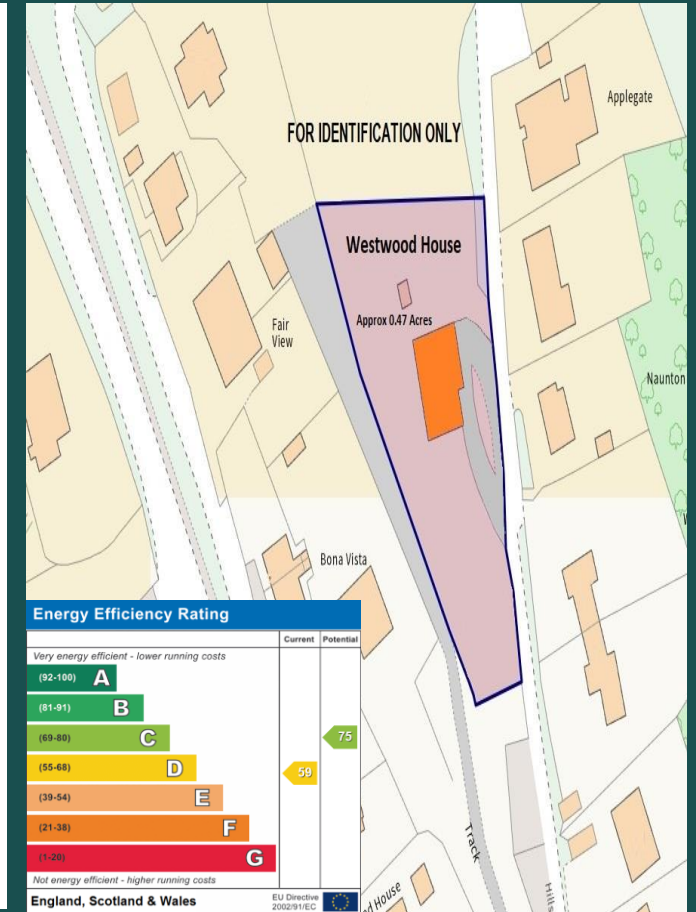 Applegate
FOR IDENTIFICATION ONLY
Westwood House
Approx 0.47 Acres
Fair
View
Naunton
Bona Vista
Track
Hills
House
Energy Efficiency Rating
Current Potential
Very energy efficient - lower running costs
(92-100) A
(81-91) B
(69-80) C 75
(55-68) D 59
(39-54) E
(21-38) F
(1-20) G
Not energy efficient - higher running costs
England, Scotland & Wales
EU Directive
2002/91/EC